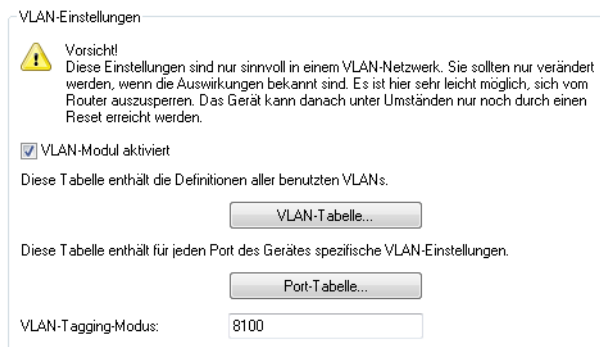 VLAN-Einstellungen
Vorsicht!
Diese Einstellungen sind nur sinnvoll in einem VLAN-Netzwerk. Sie sollten nur verändert
werden, wenn die Auswirkungen bekannt sind. Es ist hier sehr leicht möglich, sich vom
Router auszusperren. Das Gerät kann danach unter Umständen nur noch durch einen
Reset erreicht werden.
VLAN-Modul aktiviert
Diese Tabelle enthält die Definitionen aller benutzten VLANs.
VLAN-Tabelle...
Diese Tabelle enthält für jeden Port des Gerätes spezifische VLAN-Einstellungen.
Port-Tabelle...
VLAN-Tagging-Modus: 8100